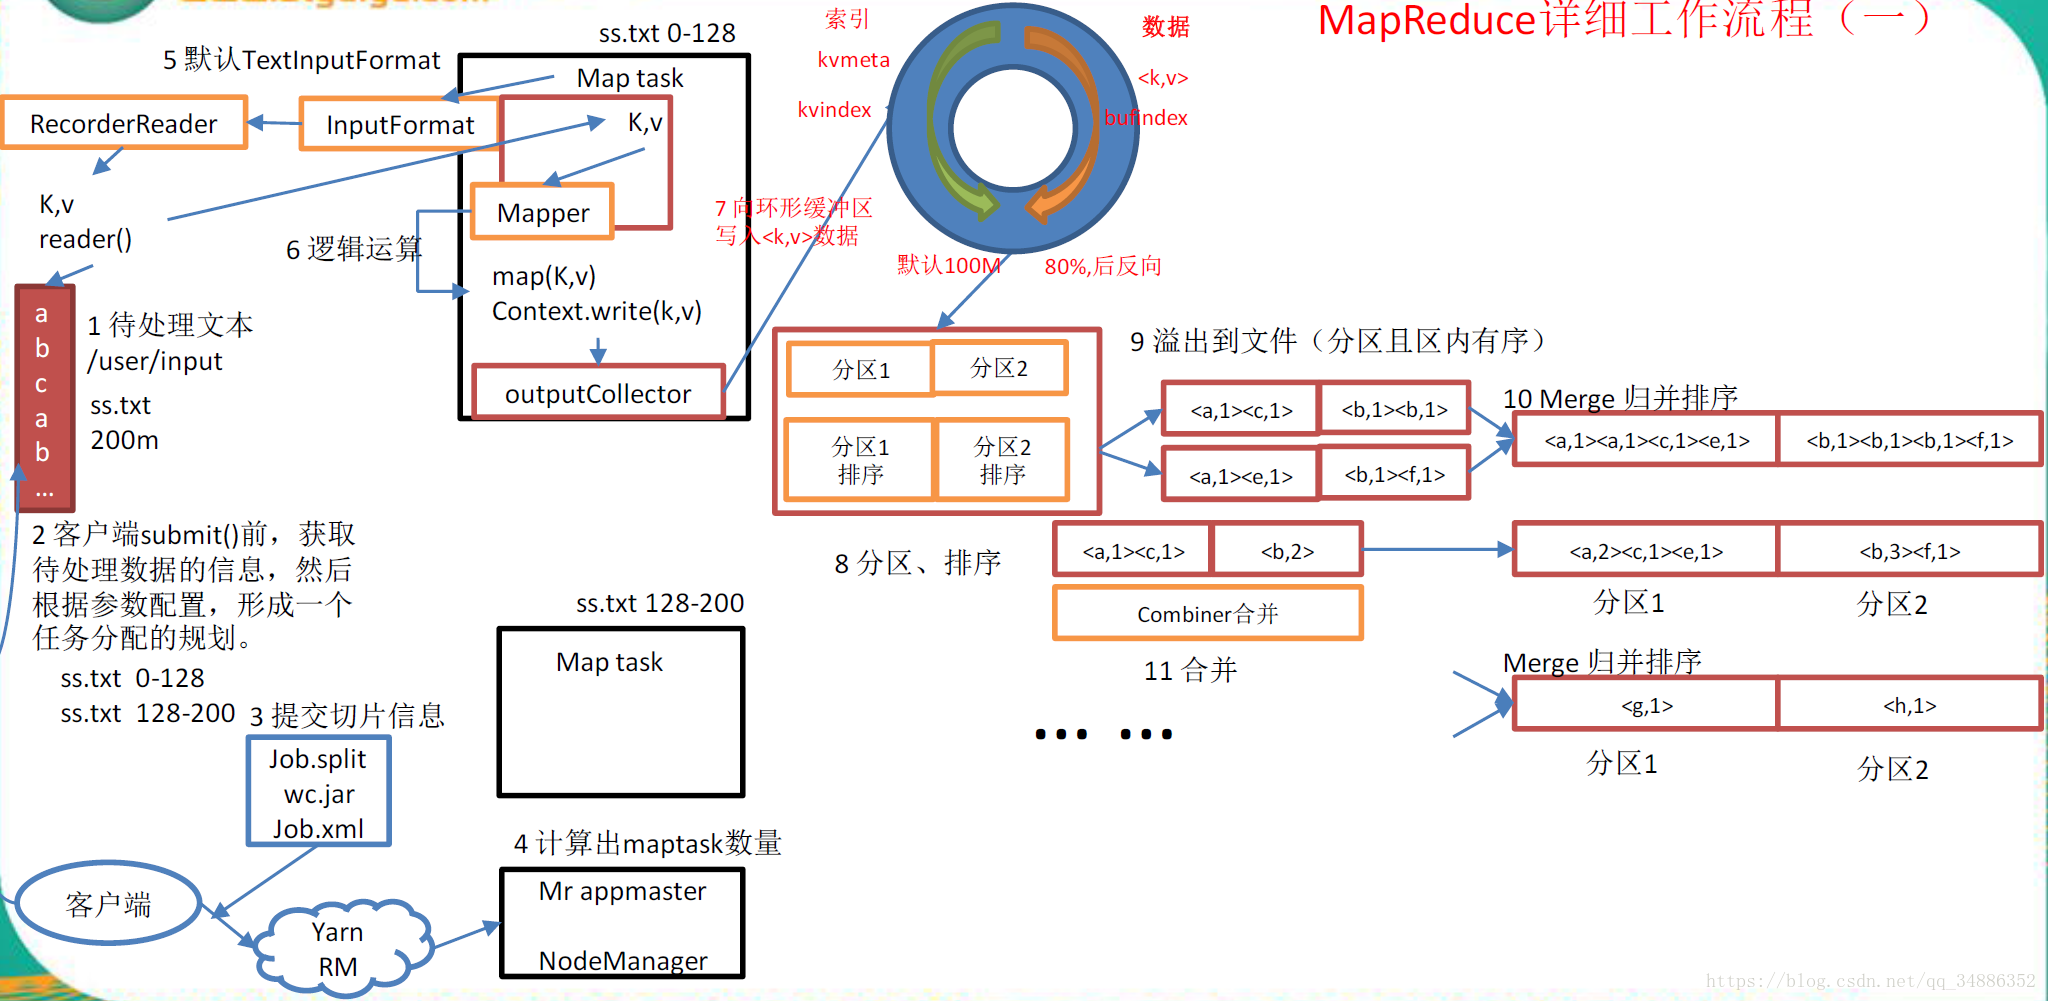 MapReduce详细工作流程（一）
ss.txt 0-128
5 默认TextInputFormat
Map task
RecorderReader
InputFormat
K,v
K,v
reader()
Mapper
6 逻辑运算
map(K,v)
Context.write(k,v)
outputCollector
a
b
c
a
b
...
1 待处理文本
/user/input
ss.txt
200m
2 客户端submit()前，获取
待处理数据的信息，然后
根据参数配置，形成一个
任务分配的规划。
ss.txt 0-128
ss.txt 128-200
3 提交切片信息
Job.split
wc.jar
Job.xml
客户端
Yarn
RM
ss.txt 128-200
Map task
4 计算出maptask数量
Mr appmaster
NodeManager
索引
kvmeta
kvindex
数据
<k,v>
bufindex
7 向环形缓冲区
写入<k,v>数据
默认100M
80%,后反向
分区1
分区2
分区1
排序
分区2
排序
8 分区、排序
9 溢出到文件（分区且区内有序）
<a,1><c,1>
<b,1><b,1>
<a,1><e,1>
<b,1><f,1>
10 Merge 归并排序
<a,1><a,1><c,1><e,1>
<b,1><b,1><b,1><f,1>
<a,1><c,1>
<b,2>
Combiner合并
11 合并
<a,2><c,1><e,1>
<b,3><f,1>
分区1
分区2
Merge 归并排序
<g,1>
<h,1>
分区1
分区2
... ...
https://blog.csdn.net/qq_34886352